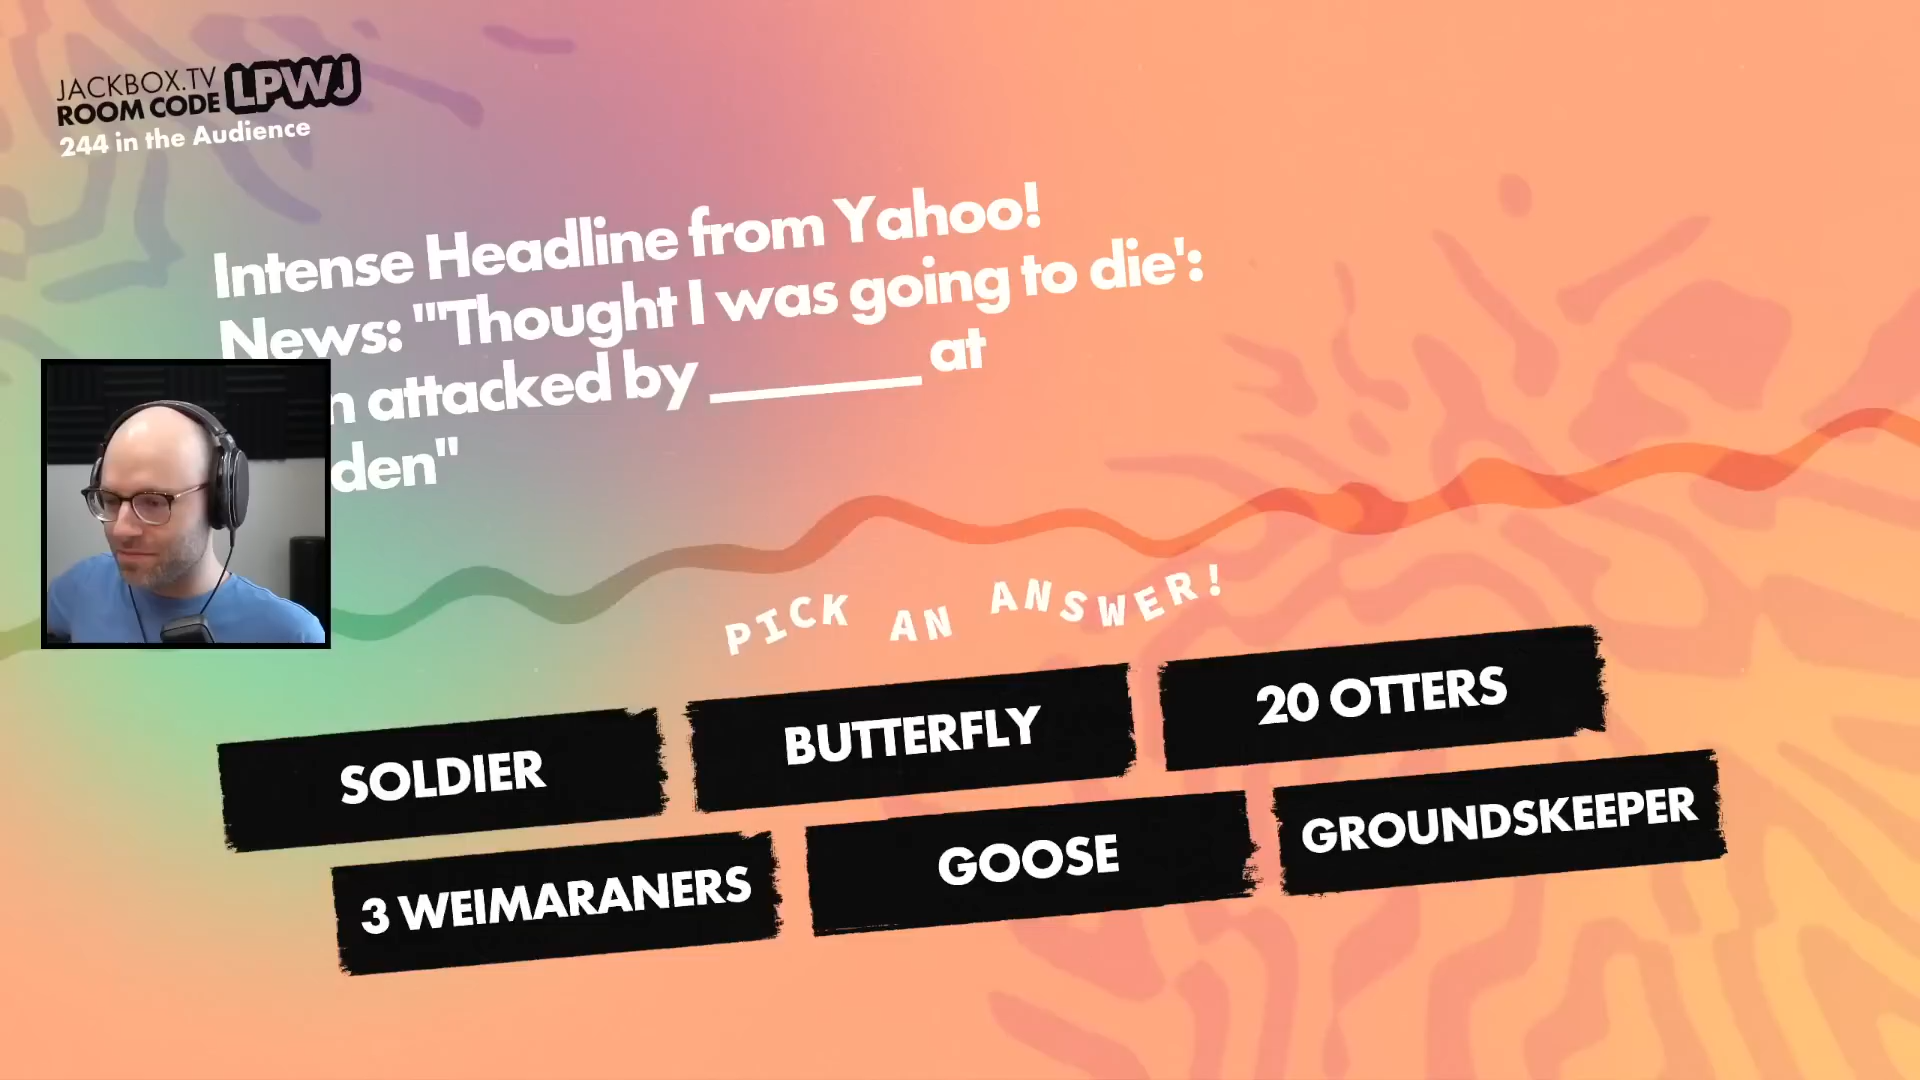 JACKBOX.TV
ROOM CODE LPWJ
244 in the Audience
Intense Headline from Yahoo!
News: "'Thought I was going to die':
n attacked by ______ at
den"
PICK AN ANSWER!
SOLDIER
BUTTERFLY
20 OTTERS
3 WEIMARANERS
GOOSE
GROUNDSKEEPER